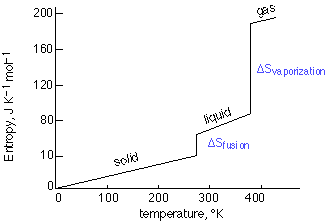 gas
200
160
120
80
10
0
Entropy, J K–1 mol–1
ΔSvaporization
liquid
ΔSfusion
solid
0 100 200 300 400
temperature, °K